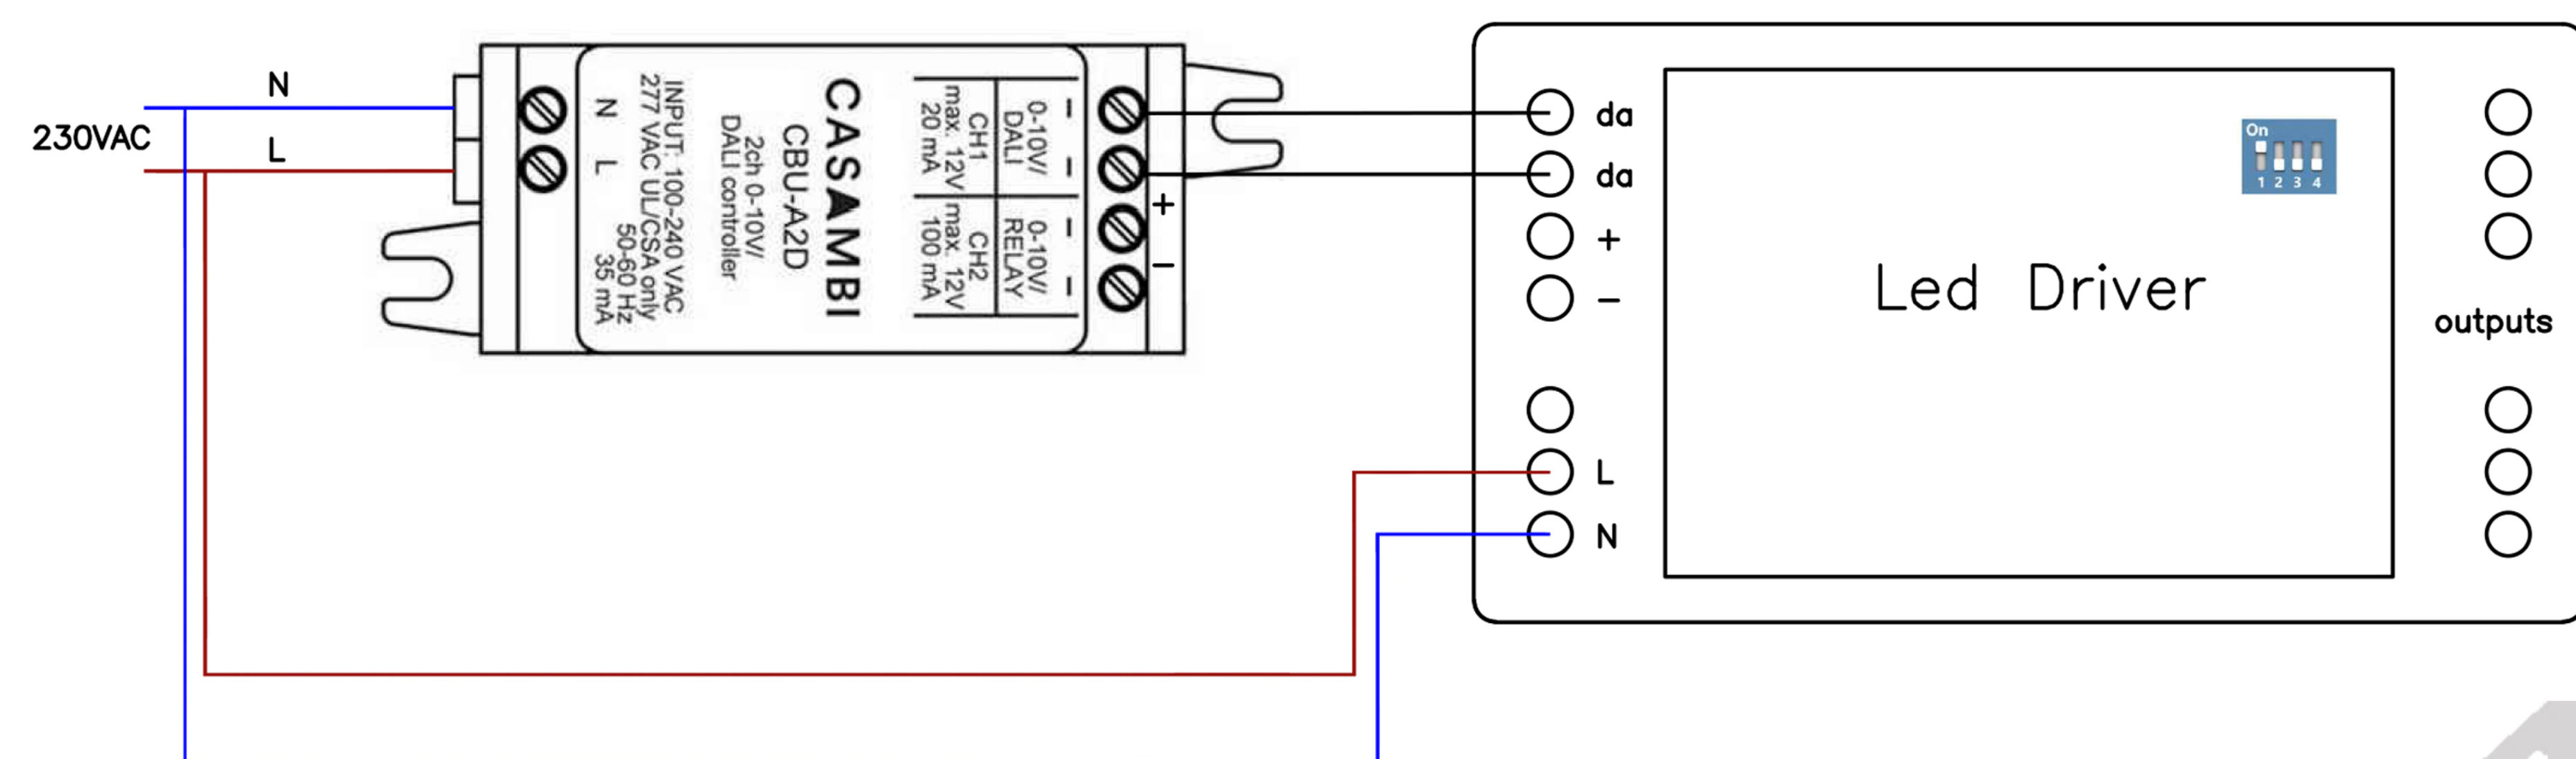 N
230VAC
L
N
L
INPUT: 100-240 VAC
277 VAC UL/CSA only
50-60 Hz
35 mA
2ch 0-10V/
DALI controller
CBU-A2D
CASAMBI
0-10V/
DALI
CH1
max. 12V
20 mA
0-10V/
RELAY
CH2
max. 12V
100 mA
-
-
-
-
+
-
da
da
+
-
L
N
Led Driver
On
1 2 3 4
outputs